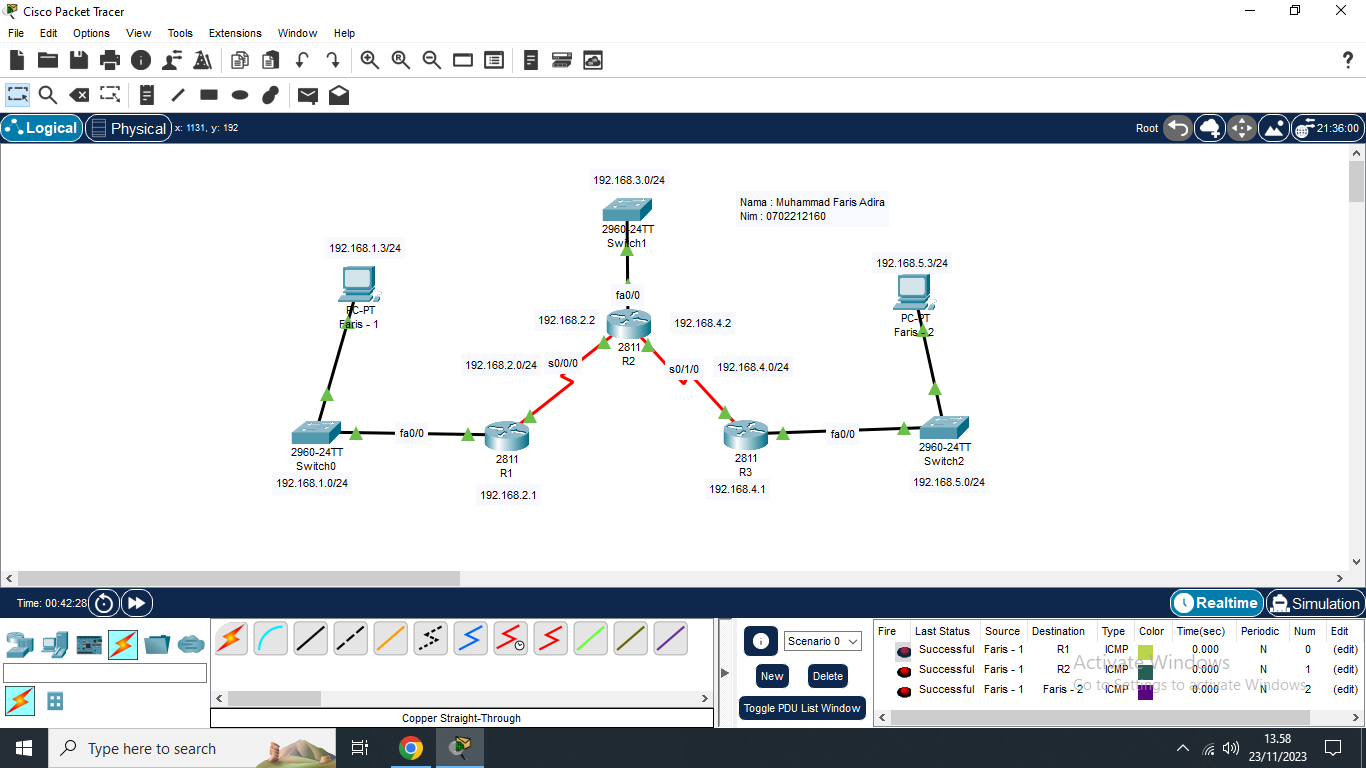 Cisco Packet Tracer
File Edit Options View Tools Extensions Window Help
Logical Physical x: 1131, y: 192 Root 21:36:00
192.168.3.0/24
2960-24TT
Switch1
Nama : Muhammad Faris Adira
Nim : 0702212160
192.168.1.3/24
PC-PT
Faris - 1
192.168.5.3/24
PC-PT
Faris - 2
fa0/0
192.168.2.2
192.168.4.2
2811
R2
192.168.2.0/24
s0/0/0
s0/1/0
192.168.4.0/24
fa0/0
fa0/0
2960-24TT
Switch0
192.168.1.0/24
2811
R1
192.168.2.1
2811
R3
192.168.4.1
2960-24TT
Switch2
192.168.5.0/24
Time: 00:42:28
Realtime Simulation
Scenario 0
New Delete
Toggle PDU List Window
Copper Straight-Through
Fire Last Status Source Destination Type Color Time(sec) Periodic Num Edit
Successful Faris - 1 R1 ICMP 0.000 N 0 (edit)
Successful Faris - 1 R2 ICMP 0.000 N 1 (edit)
Successful Faris - 1 Faris - 2 ICMP 0.000 N 2 (edit)
Activate Windows
Go to Settings to activate Windows.
Type here to search
13.58
23/11/2023